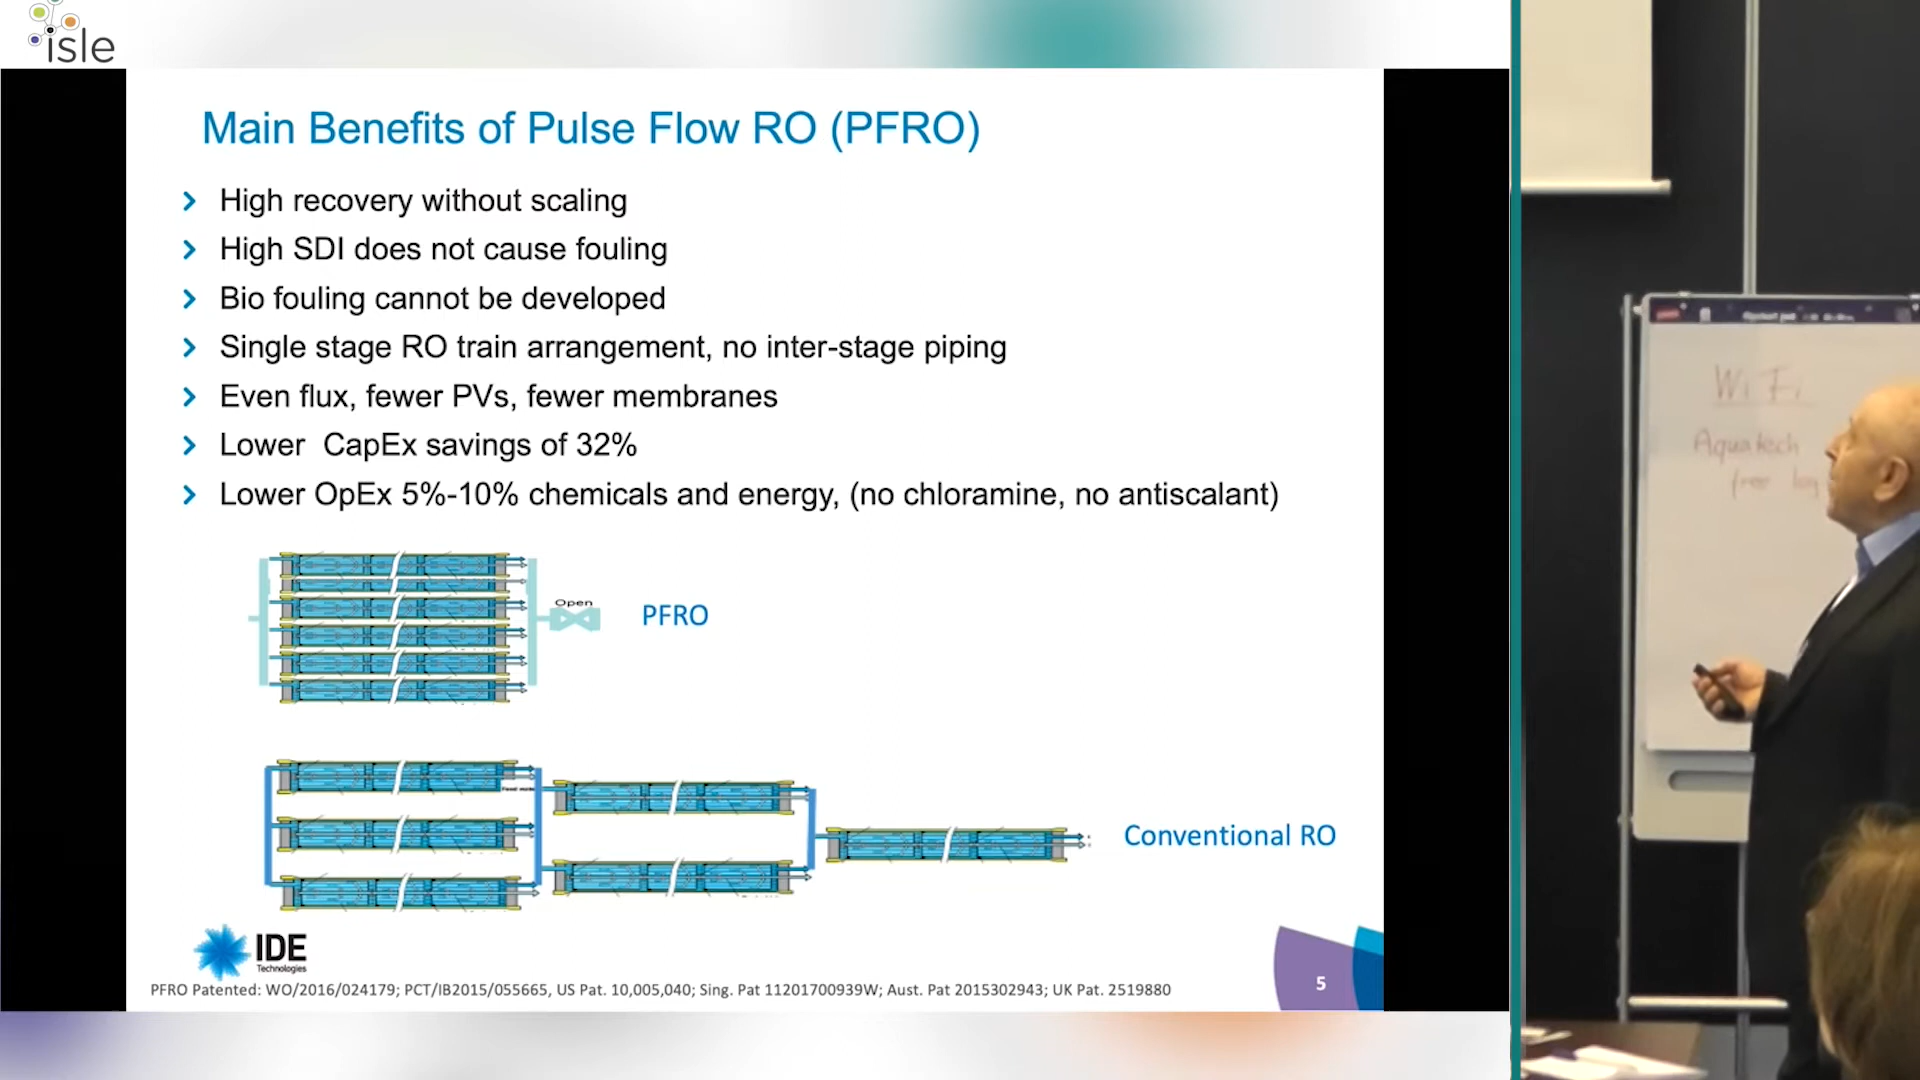 isle
Main Benefits of Pulse Flow RO (PFRO)
High recovery without scaling
High SDI does not cause fouling
Bio fouling cannot be developed
Single stage RO train arrangement, no inter-stage piping
Even flux, fewer PVs, fewer membranes
Lower CapEx savings of 32%
Lower OpEx 5%-10% chemicals and energy, (no chloramine, no antiscalant)
Open
PFRO
Conventional RO
IDE
Technologies
PFRO Patented: WO/2016/024179; PCT/IB2015/055665, US Pat. 10,005,040; Sing. Pat 11201700939W; Aust. Pat 2015302943; UK Pat. 2519880
5
WiFi
Aquatech
free